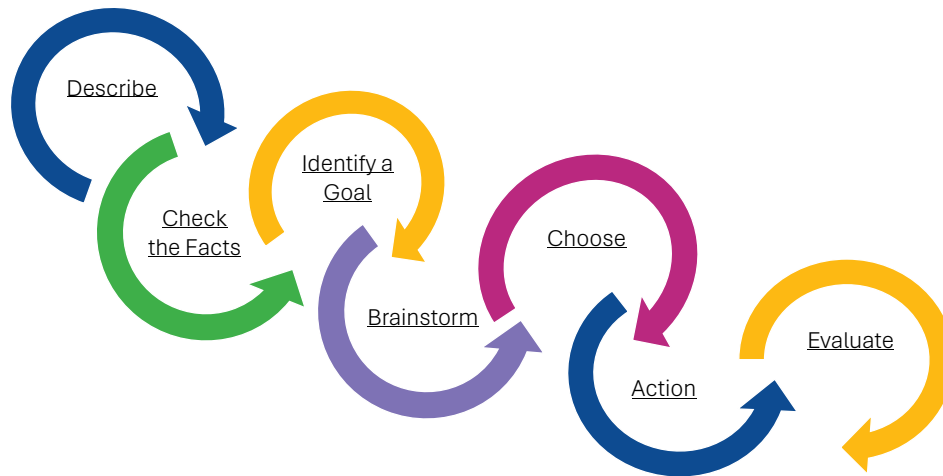 Describe
Check
the Facts
Identify a
Goal
Brainstorm
Choose
Action
Evaluate